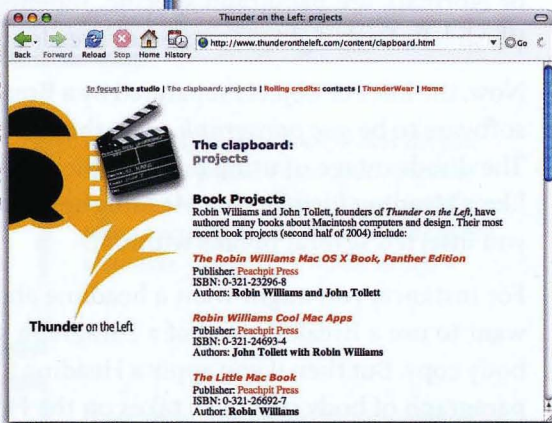 Thunder on the Left: projects
Back Forward Reload Stop Home History
http://www.thunderontheleft.com/content/clapboard.html
Go
In focus: the studio | The clapboard: projects | Rolling credits: contacts | ThunderWear | Home
The clapboard:
projects
Book Projects
Robin Williams and John Tollett, founders of Thunder on the Left, have
authored many books about Macintosh computers and design. Their most
recent book projects (second half of 2004) include:
The Robin Williams Mac OS X Book, Panther Edition
Publisher: Peachpit Press
ISBN: 0-321-23296-8
Authors: Robin Williams and John Tollett
Robin Williams Cool Mac Apps
Publisher: Peachpit Press
ISBN: 0-321-24693-4
Authors: John Tollett with Robin Williams
Thunder on the Left
The Little Mac Book
Publisher: Peachpit Press
ISBN: 0-321-26692-7
Author: Robin Williams